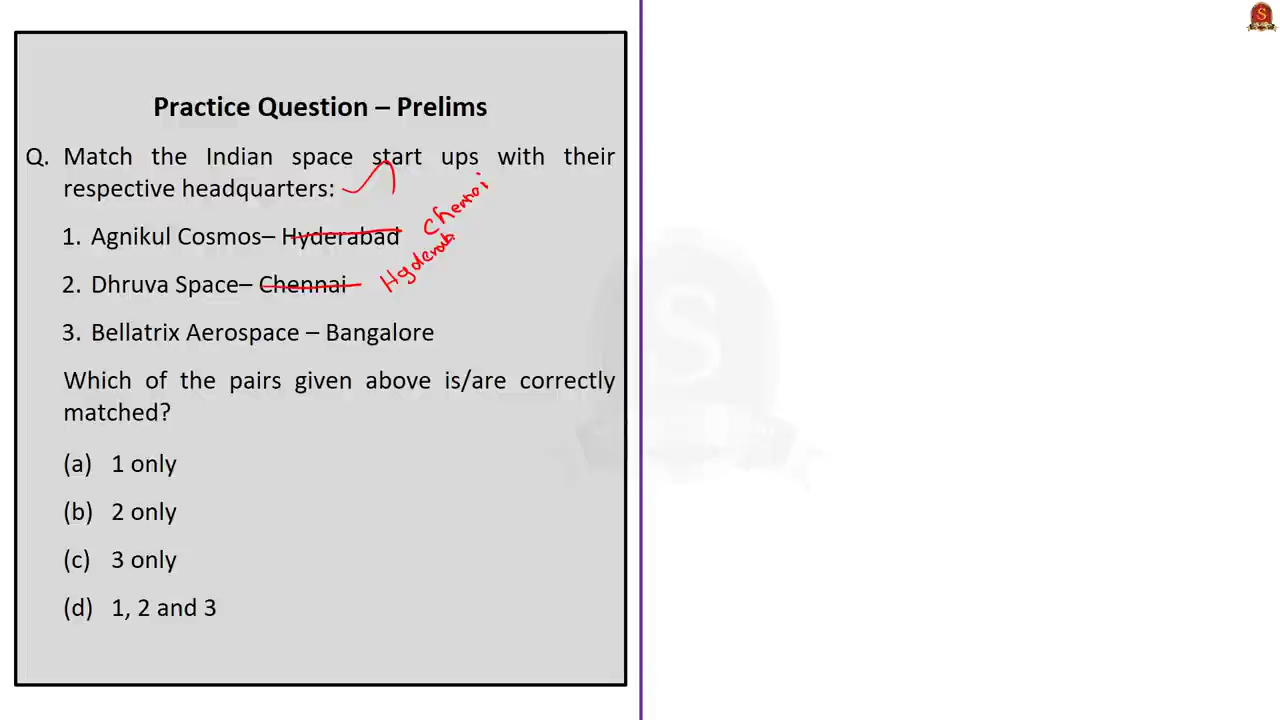 S
Practice Question – Prelims
Q. Match the Indian space start ups with their
respective headquarters:
1. Agnikul Cosmos– Hyderabad Chennai
2. Dhruva Space– Chennai Hyderab
3. Bellatrix Aerospace – Bangalore
Which of the pairs given above is/are correctly
matched?
(a) 1 only
(b) 2 only
(c) 3 only
(d) 1, 2 and 3
S